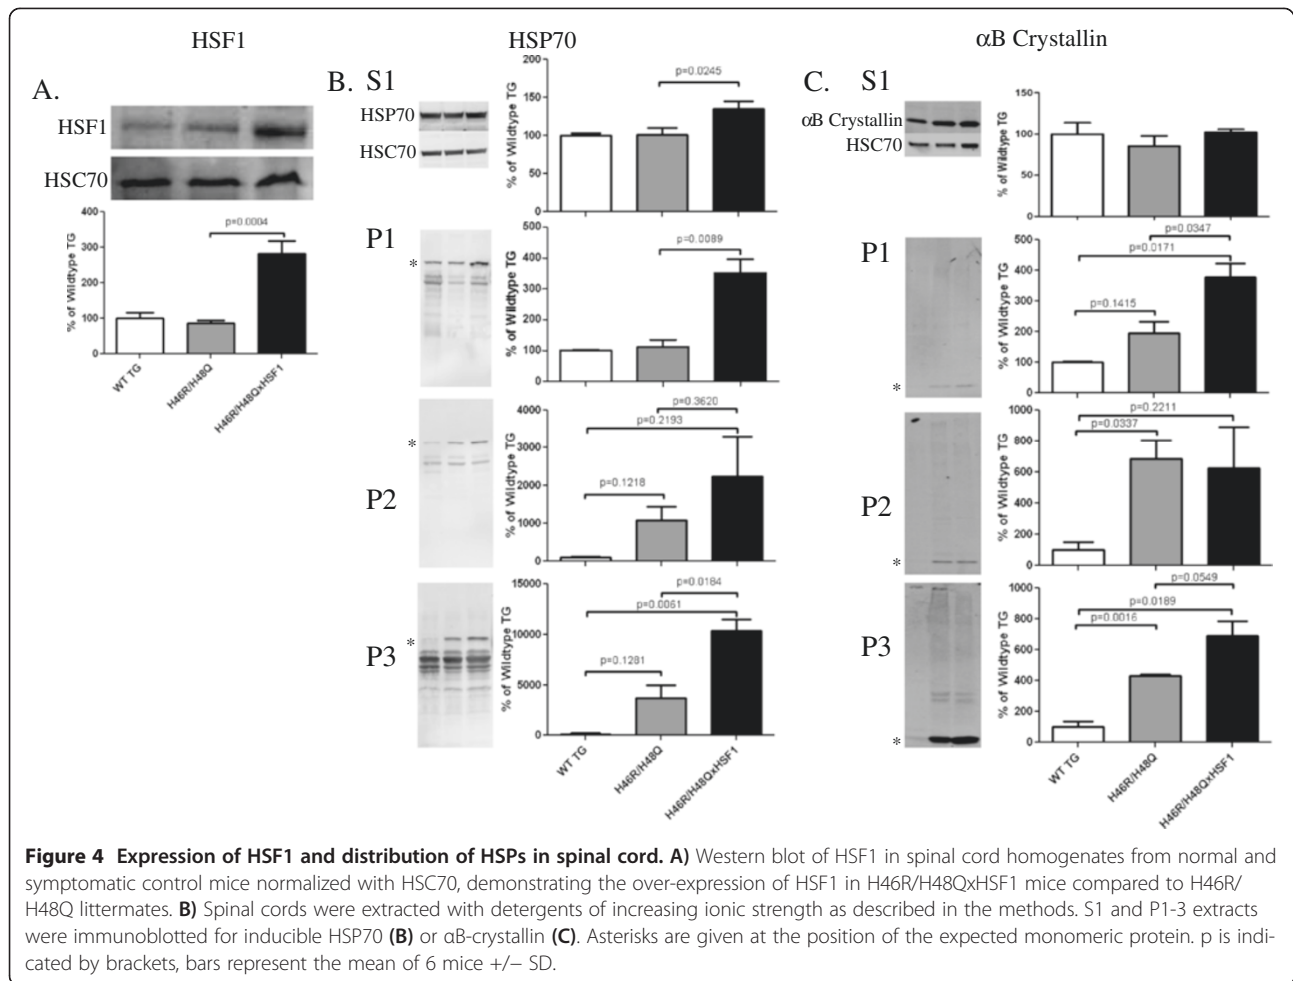 HSF1
HSP70
αB Crystallin
A.
HSF1
HSC70
% of Wildtype TG
400
300
200
100
0
p=0.0004
WT TG
H46R/H48Q
H46R/H48QxHSF1
B. S1
HSP70
HSC70
% of Wildtype TG
200
150
100
50
0
p=0.0245
P1
*
% of Wildtype TG
500
400
300
200
100
0
p=0.0089
P2
*
% of Wildtype TG
4000
3000
2000
1000
0
p=0.3620
p=0.2193
p=0.1218
P3
*
% of Wildtype TG
15000
10000
5000
0
p=0.0184
p=0.0061
p=0.1281
WT TG
H46R/H48Q
H46R/H48QxHSF1
C. S1
αB Crystallin
HSC70
% of Wildtype TG
150
100
50
0
P1
*
% of Wildtype TG
500
400
300
200
100
0
p=0.0347
p=0.0171
p=0.1415
P2
*
% of Wildtype TG
1000
800
600
400
200
0
p=0.2211
p=0.0337
P3
*
% of Wildtype TG
1000
800
600
400
200
0
p=0.0549
p=0.0189
p=0.0016
WT TG
H46R/H48Q
H46R/H48QxHSF1
Figure 4 Expression of HSF1 and distribution of HSPs in spinal cord. A) Western blot of HSF1 in spinal cord homogenates from normal and
symptomatic control mice normalized with HSC70, demonstrating the over-expression of HSF1 in H46R/H48QxHSF1 mice compared to H46R/
H48Q littermates. B) Spinal cords were extracted with detergents of increasing ionic strength as described in the methods. S1 and P1-3 extracts
were immunoblotted for inducible HSP70 (B) or αB-crystallin (C). Asterisks are given at the position of the expected monomeric protein. p is indi-
cated by brackets, bars represent the mean of 6 mice +/− SD.